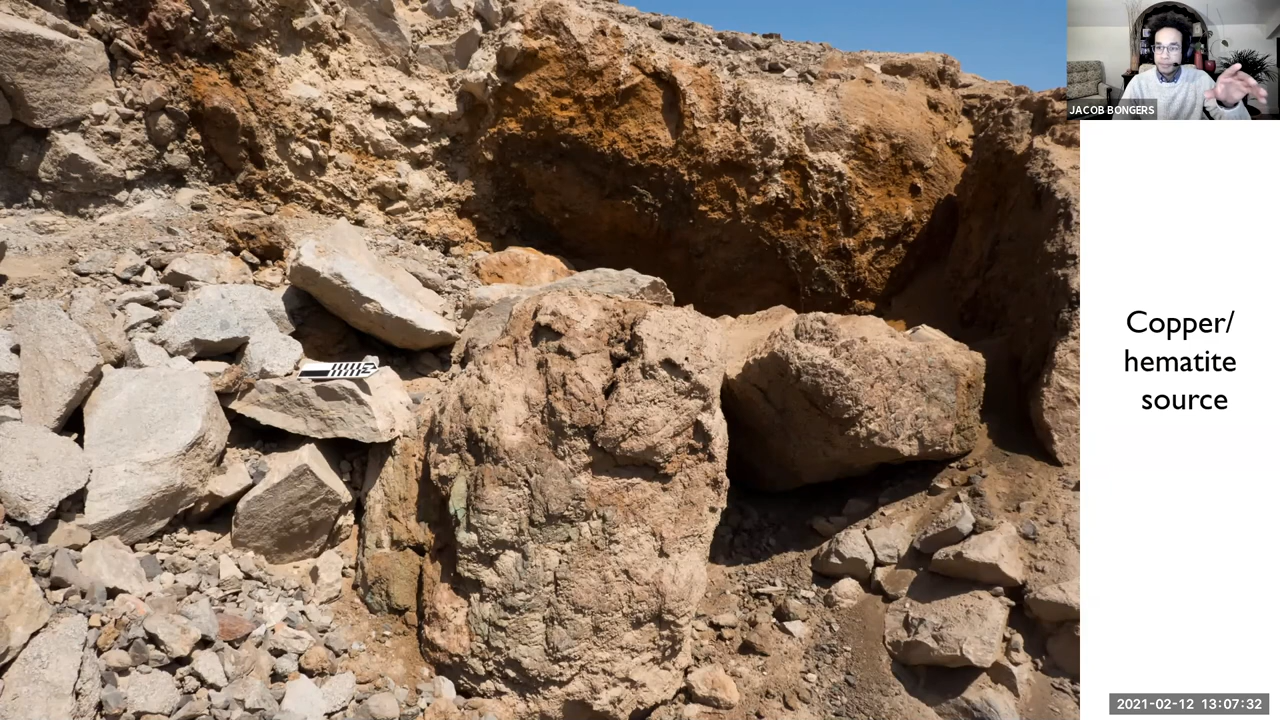 JACOB BONGERS
Copper/
hematite
source
2021-02-12 13:07:32